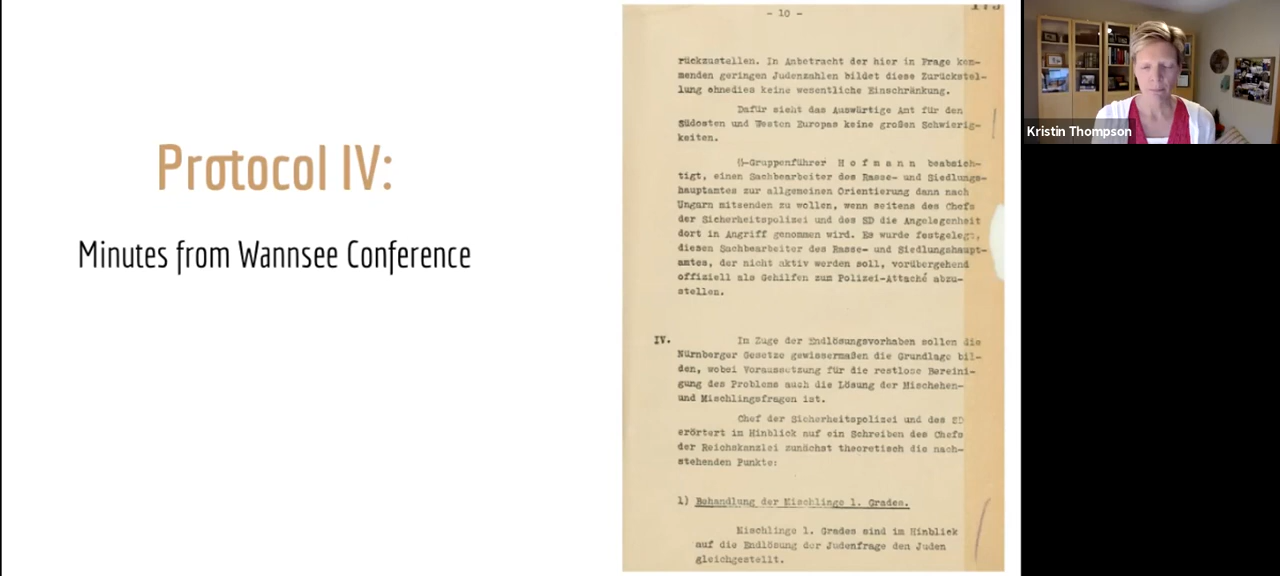 Protocol IV:
Minutes from Wannsee Conference
- 10 -
rückzustellen. In Anbetracht der hier in Frage kom-
menden geringen Judenzahlen bildet diese Zurückstel-
lung ohnedies keine wesentliche Einschränkung.
Dafür sieht das Auswärtige Amt für den
Südosten und Westen Europas keine großen Schwierig-
keiten.
SS-Gruppenführer H o f m a n n beabsich-
tigt, einen Sachbearbeiter des Rasse- und Siedlungs-
hauptamtes zur allgemeinen Orientierung dann nach
Ungarn mitsenden zu wollen, wenn seitens des Chefs
der Sicherheitspolizei und des SD die Angelegenheit
dort in Angriff genommen wird. Es wurde festgelegt,
diesen Sachbearbeiter des Rasse- und Siedlungshaupt-
amtes, der nicht aktiv werden soll, vorübergehend
offiziell als Gehilfen zum Polizei-Attaché abzu-
stellen.
IV. In Zuge der Endlösungsvorhaben sollen die
Nürnberger Gesetze gewissermaßen die Grundlage bil-
den, wobei Voraussetzung für die restlose Bereini-
gung des Problems auch die Lösung der Mischehen-
und Mischlingsfragen ist.
Chef der Sicherheitspolizei und des SD
erörtert im Hinblick auf ein Schreiben des Chefs
der Reichskanzlei zunächst theoretisch die nach-
stehenden Punkte:
1) Behandlung der Mischlinge 1. Grades.
Mischlinge 1. Grades sind im Hinblick
auf die Endlösung der Judenfrage den Juden
gleichgestellt.
Kristin Thompson